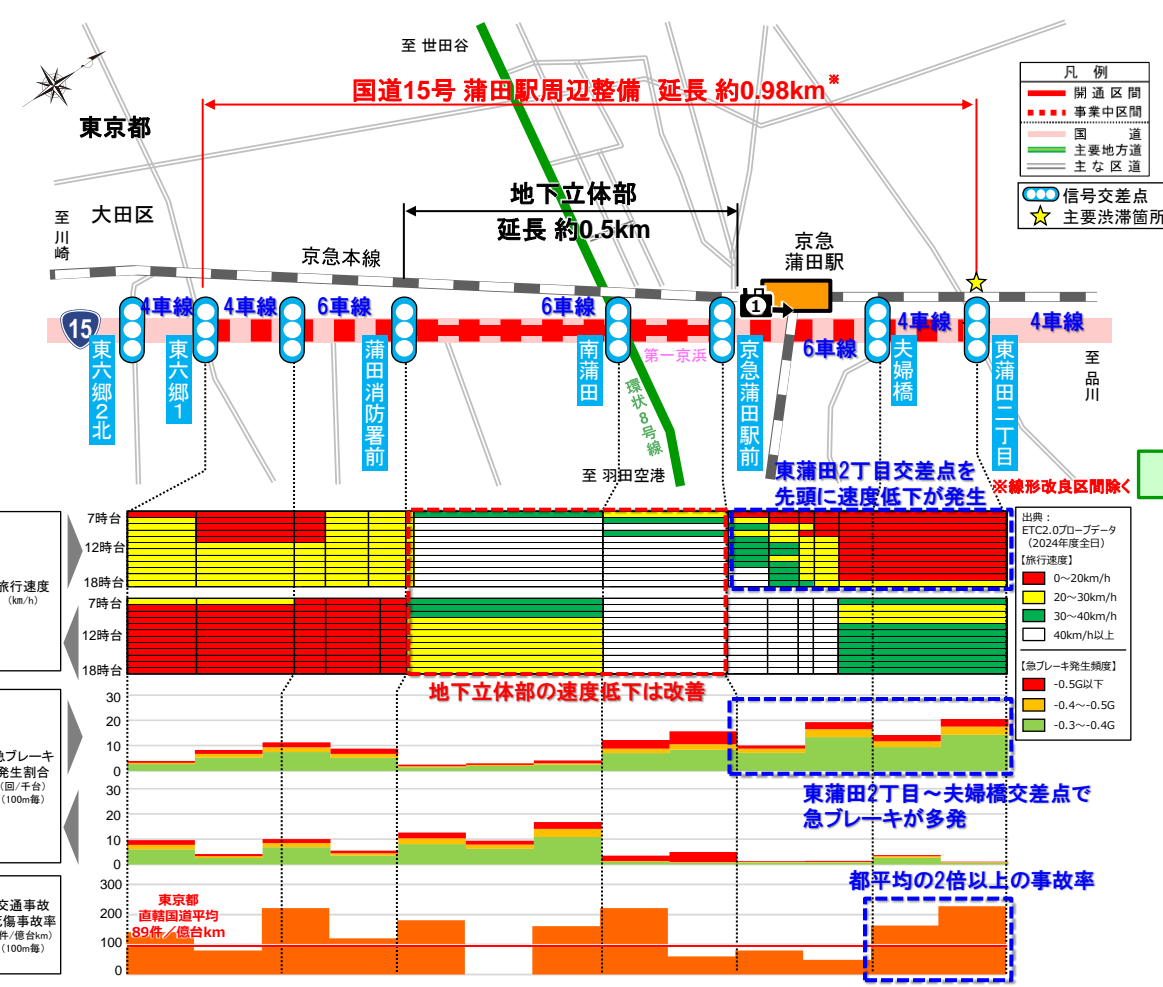 至 世田谷
国道15号 蒲田駅周辺整備 延長 約0.98km※
東京都
凡 例
開通区間
事業中区間
国道
主要地方道
主な区道
信号交差点
主要渋滞箇所
至 川崎
大田区
地下立体部
延長 約0.5km
京急本線
京急
蒲田駅
1
15
4車線
4車線
6車線
6車線
6車線
4車線
4車線
東六郷2北
東六郷1
蒲田消防署前
南蒲田
第一京浜
環状8号線
京急蒲田駅前
夫婦橋
東蒲田二丁目
至 品川
至 羽田空港
東蒲田2丁目交差点を
先頭に速度低下が発生
※線形改良区間除く
旅行速度
(km/h)
7時台
12時台
18時台
7時台
12時台
18時台
出典:
ETC2.0プローブデータ
(2024年度全日)
【旅行速度】
0~20km/h
20~30km/h
30~40km/h
40km/h以上
【急ブレーキ発生頻度】
-0.5G以下
-0.4~-0.5G
-0.3~-0.4G
地下立体部の速度低下は改善
急ブレーキ
発生割合
(回/千台)
(100m毎)
30
20
10
0
30
20
10
0
東蒲田2丁目~夫婦橋交差点で
急ブレーキが多発
都平均の2倍以上の事故率
交通事故
死傷事故率
件/億台km)
(100m毎)
300
200
100
0
東京都
直轄国道平均
89件/億台km